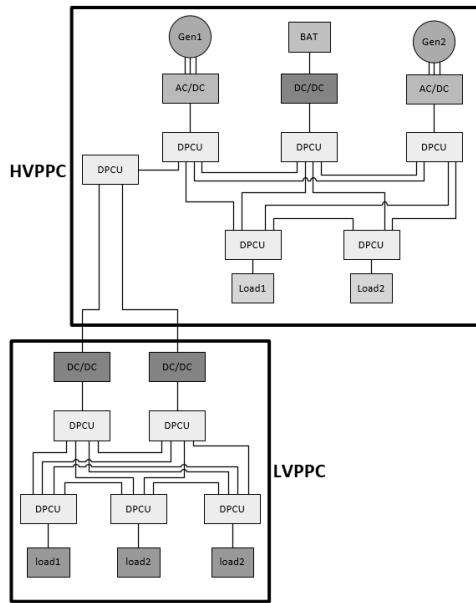 Gen1
BAT
Gen2
AC/DC
DC/DC
AC/DC
DPCU
DPCU
DPCU
HVPPC
DPCU
DPCU
DPCU
Load1
Load2
DC/DC
DC/DC
DPCU
DPCU
LVPPC
DPCU
DPCU
DPCU
load1
load2
load2